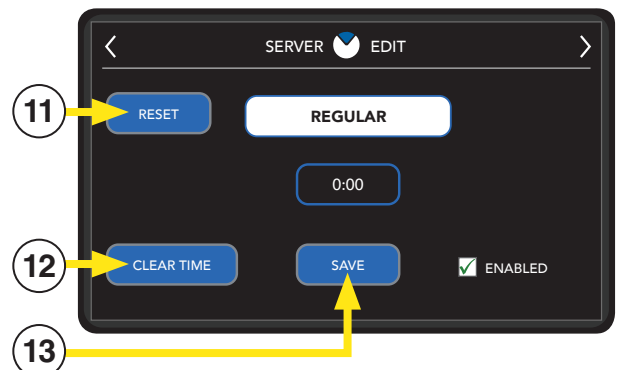 SERVER EDIT
11
RESET
REGULAR
0:00
12
CLEAR TIME
SAVE
ENABLED
13